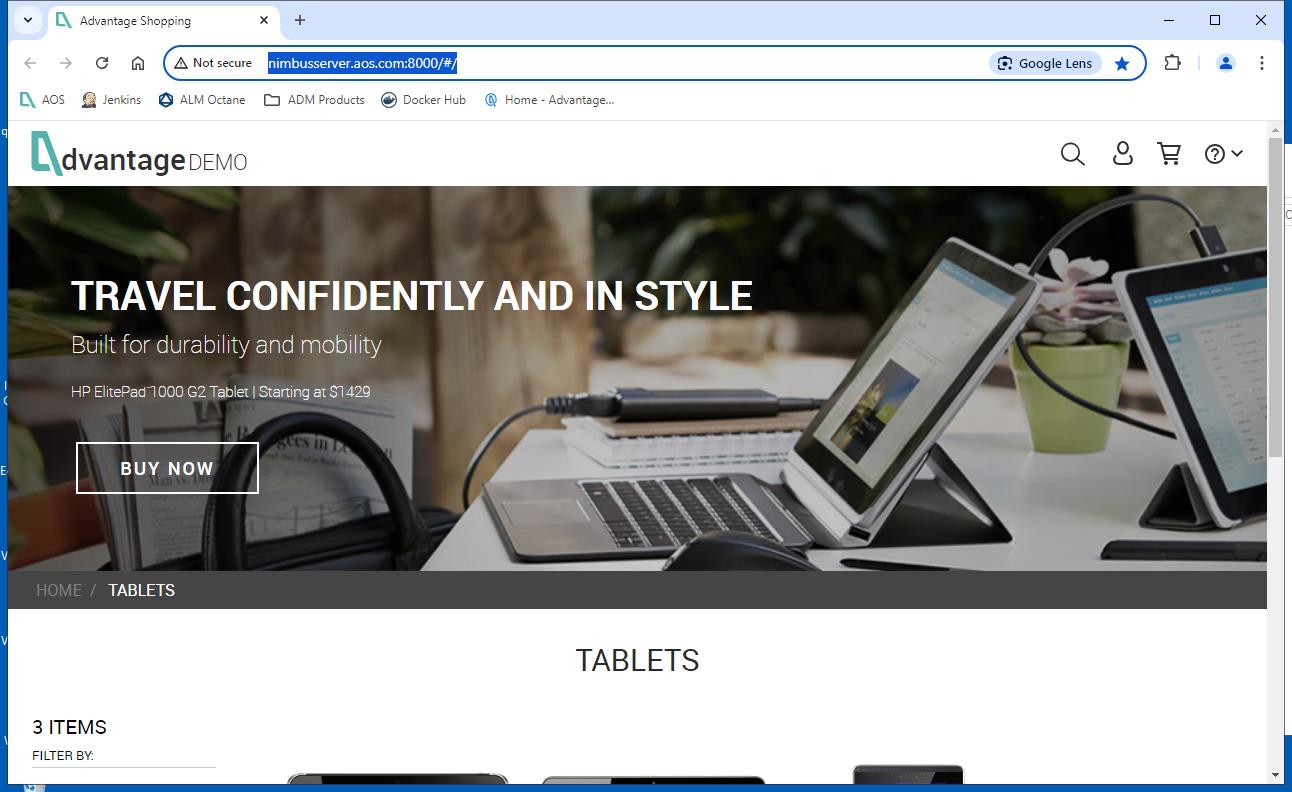 Advantage Shopping
Not secure
nimbusserver.aos.com:8000/#/
Google Lens
AOS
Jenkins
ALM Octane
ADM Products
Docker Hub
Home - Advantage...
dvantage DEMO
TRAVEL CONFIDENTLY AND IN STYLE
Built for durability and mobility
HP ElitePad 1000 G2 Tablet | Starting at $1429
BUY NOW
HOME / TABLETS
TABLETS
3 ITEMS
FILTER BY: